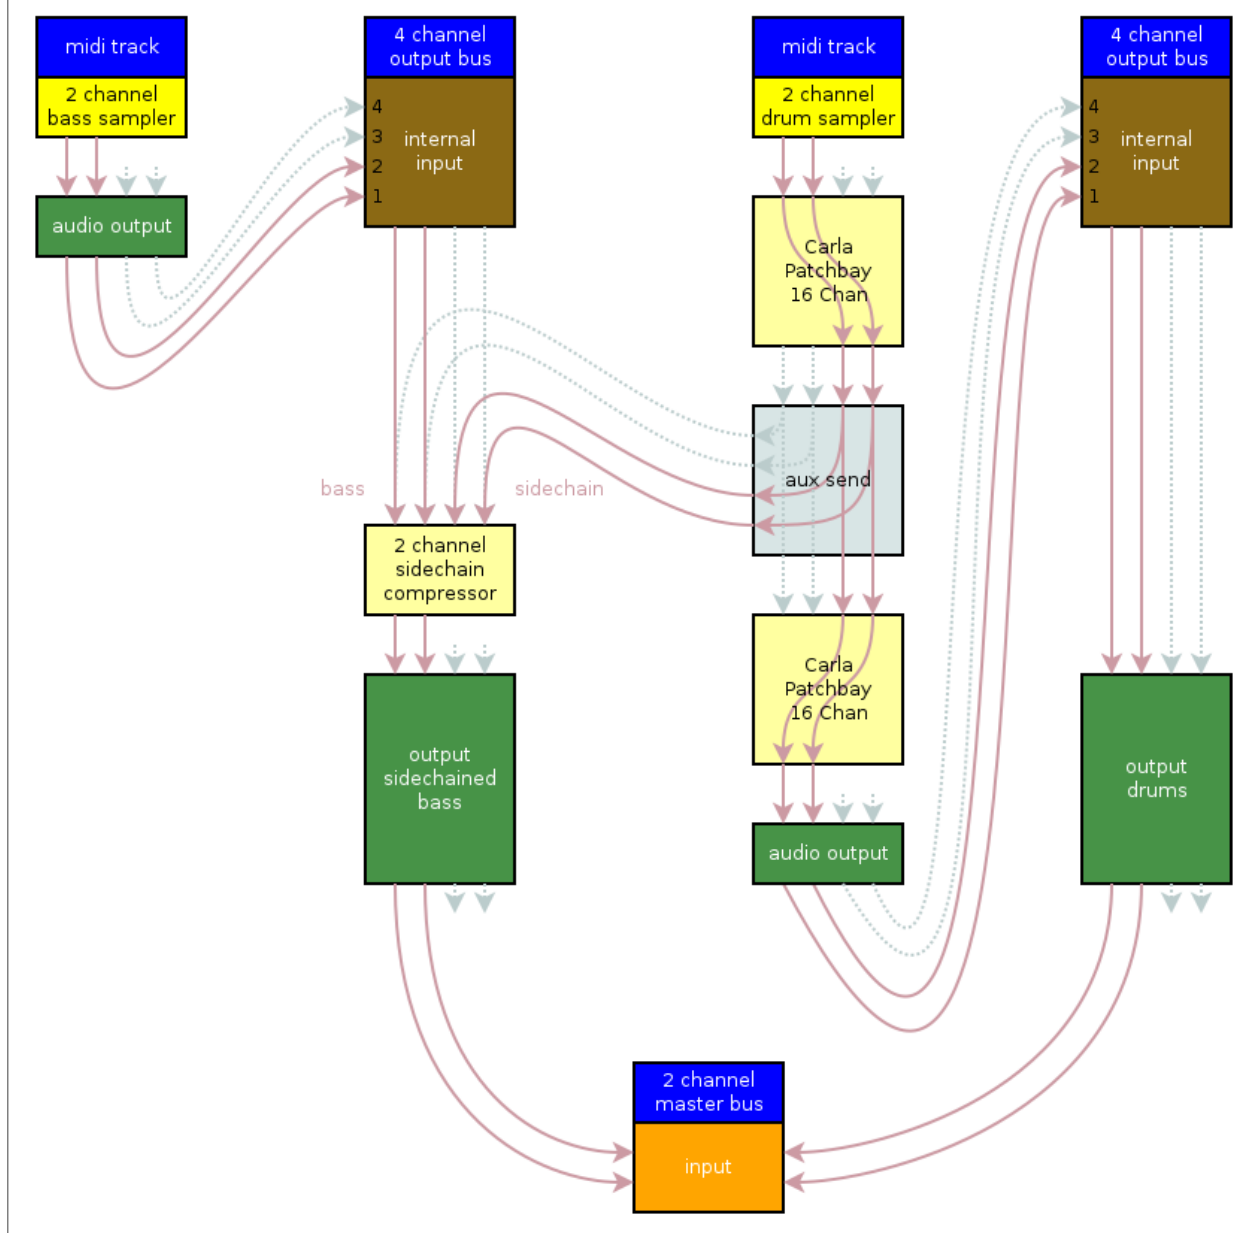 midi track
2 channel
bass sampler
audio output
4 channel
output bus
4
3
2
1
internal
input
bass
sidechain
2 channel
sidechain
compressor
output
sidechained
bass
midi track
2 channel
drum sampler
Carla
Patchbay
16 Chan
aux send
Carla
Patchbay
16 Chan
audio output
4 channel
output bus
4
3
2
1
internal
input
output
drums
2 channel
master bus
input